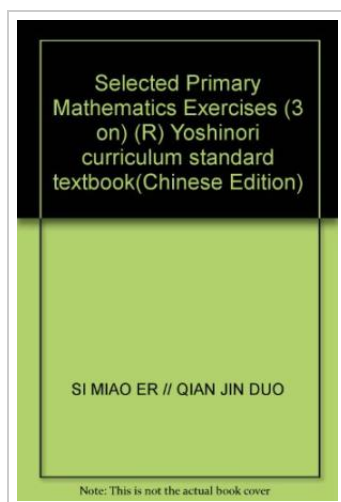 Selected Primary
Mathematics Exercises (3
on) (R) Yoshinori
curriculum standard
textbook(Chinese Edition)
SI MIAO ER // QIAN JIN DUO
Note: This is not the actual book cover